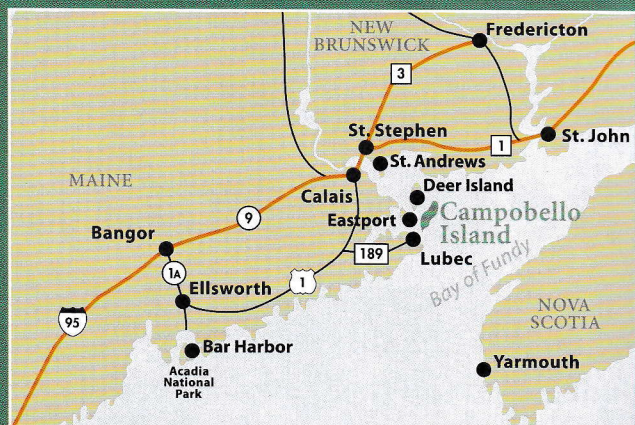 NEW
BRUNSWICK
Fredericton
3
St. Stephen
1
St. John
St. Andrews
MAINE
Calais
Deer Island
9
Eastport
Campobello
Island
Bangor
189
Lubec
1A
Ellsworth
1
Bay of Fundy
95
NOVA
SCOTIA
Bar Harbor
Acadia
National
Park
Yarmouth